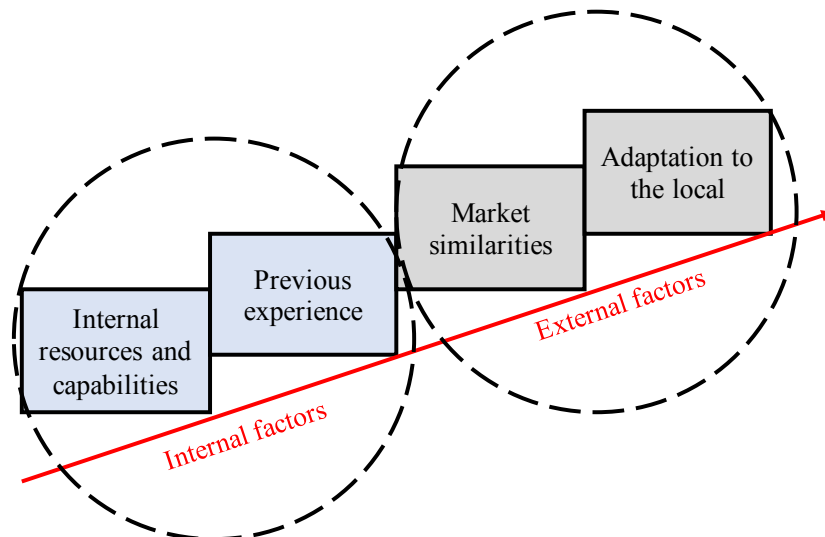 Internal
resources and
capabilities
Previous
experience
Market
similarities
Adaptation to
the local
Internal factors
External factors